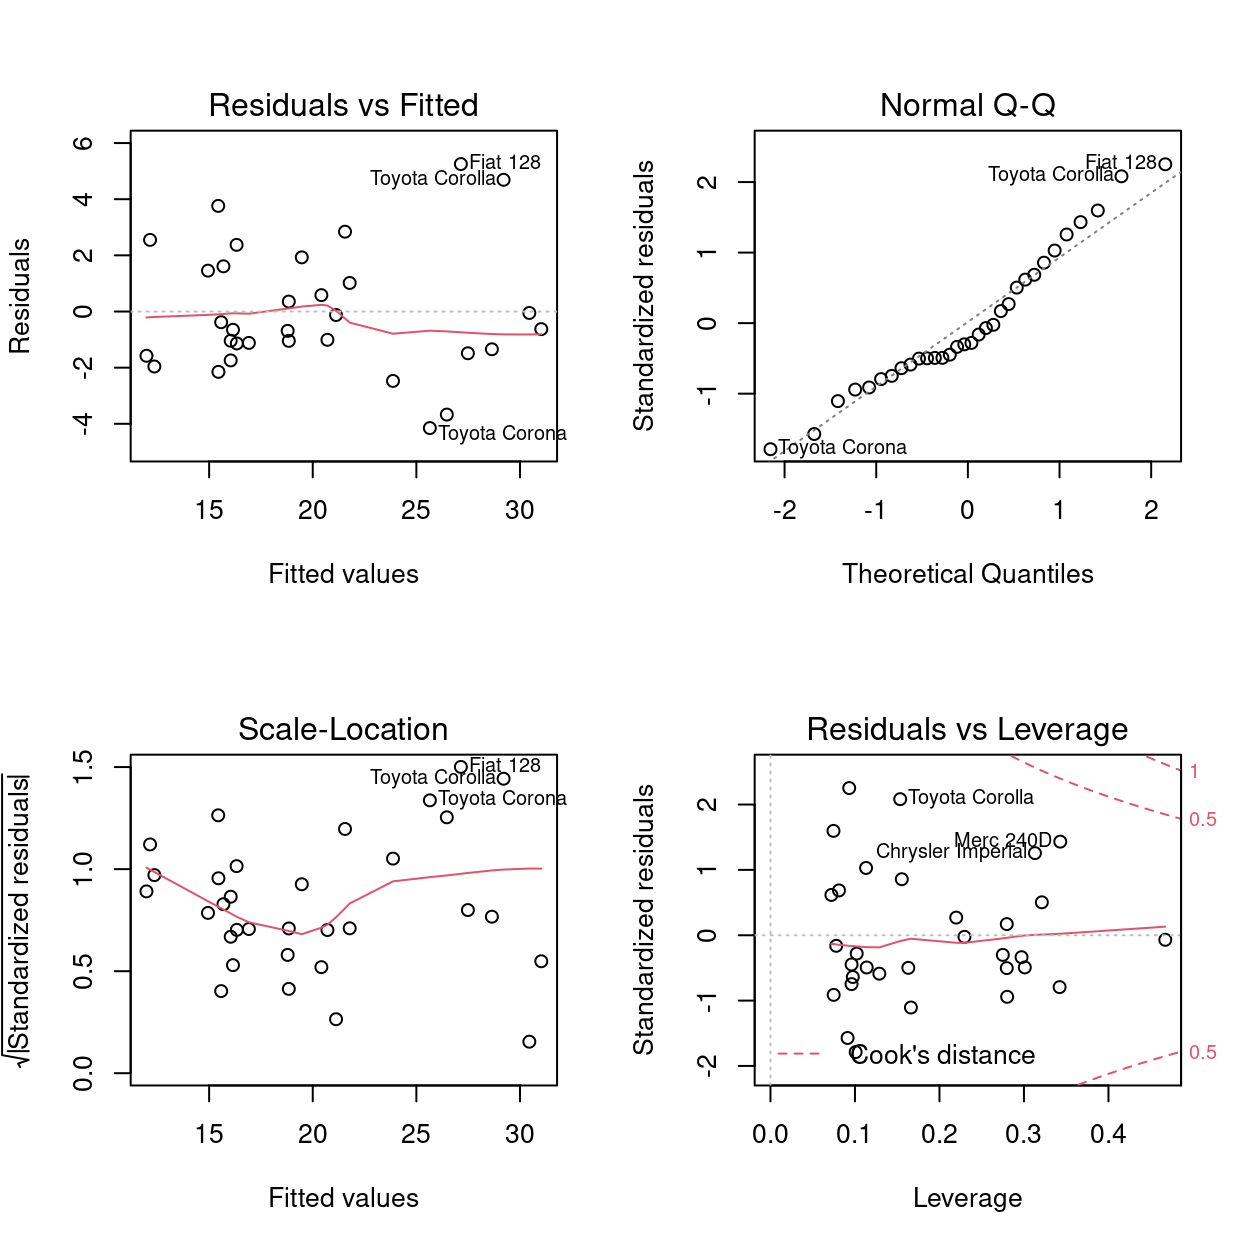 Residuals vs Fitted
Residuals
6
4
2
0
-2
-4
Fiat 128
Toyota Corolla
Toyota Corona
15 20 25 30
Fitted values
Normal Q-Q
Standardized residuals
2
1
0
-1
Fiat 128
Toyota Corolla
Toyota Corona
-2 -1 0 1 2
Theoretical Quantiles
Scale-Location
√|Standardized residuals|
1.5
1.0
0.5
0.0
Fiat 128
Toyota Corolla
Toyota Corona
15 20 25 30
Fitted values
Residuals vs Leverage
Standardized residuals
2
1
0
-1
-2
1
0.5
Toyota Corolla
Merc 240D
Chrysler Imperial
Cook's distance
0.5
0.0 0.1 0.2 0.3 0.4
Leverage